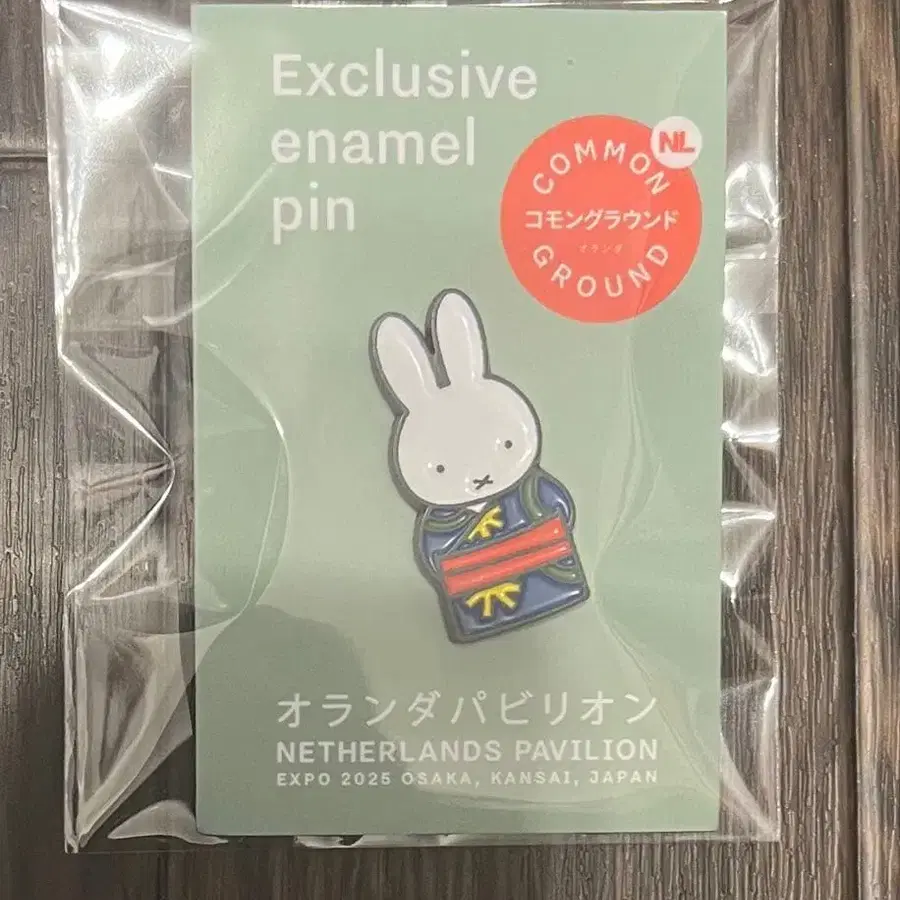 Exclusive
enamel
pin
NL
COMMON
コモングラウンド
オランダ
GROUND
オランダパビリオン
NETHERLANDS PAVILION
EXPO 2025 OSAKA, KANSAI, JAPAN